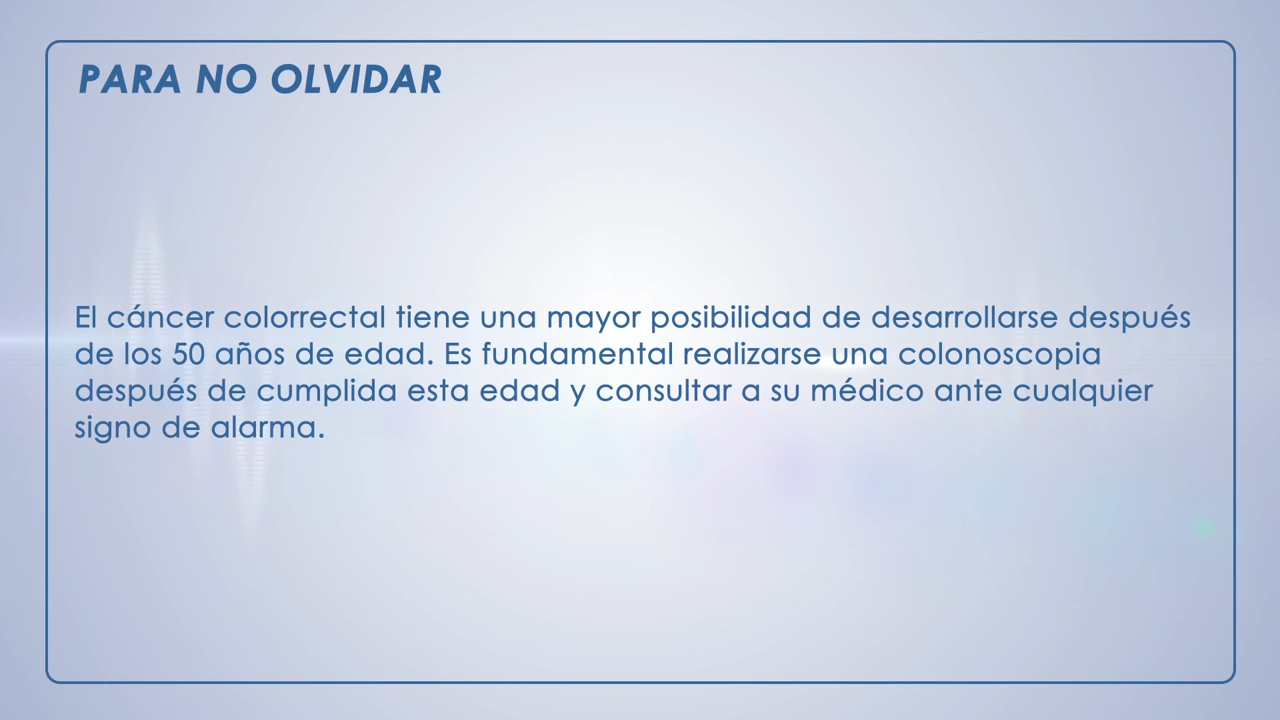 PARA NO OLVIDAR
El cáncer colorrectal tiene una mayor posibilidad de desarrollarse después
de los 50 años de edad. Es fundamental realizarse una colonoscopia
después de cumplida esta edad y consultar a su médico ante cualquier
signo de alarma.